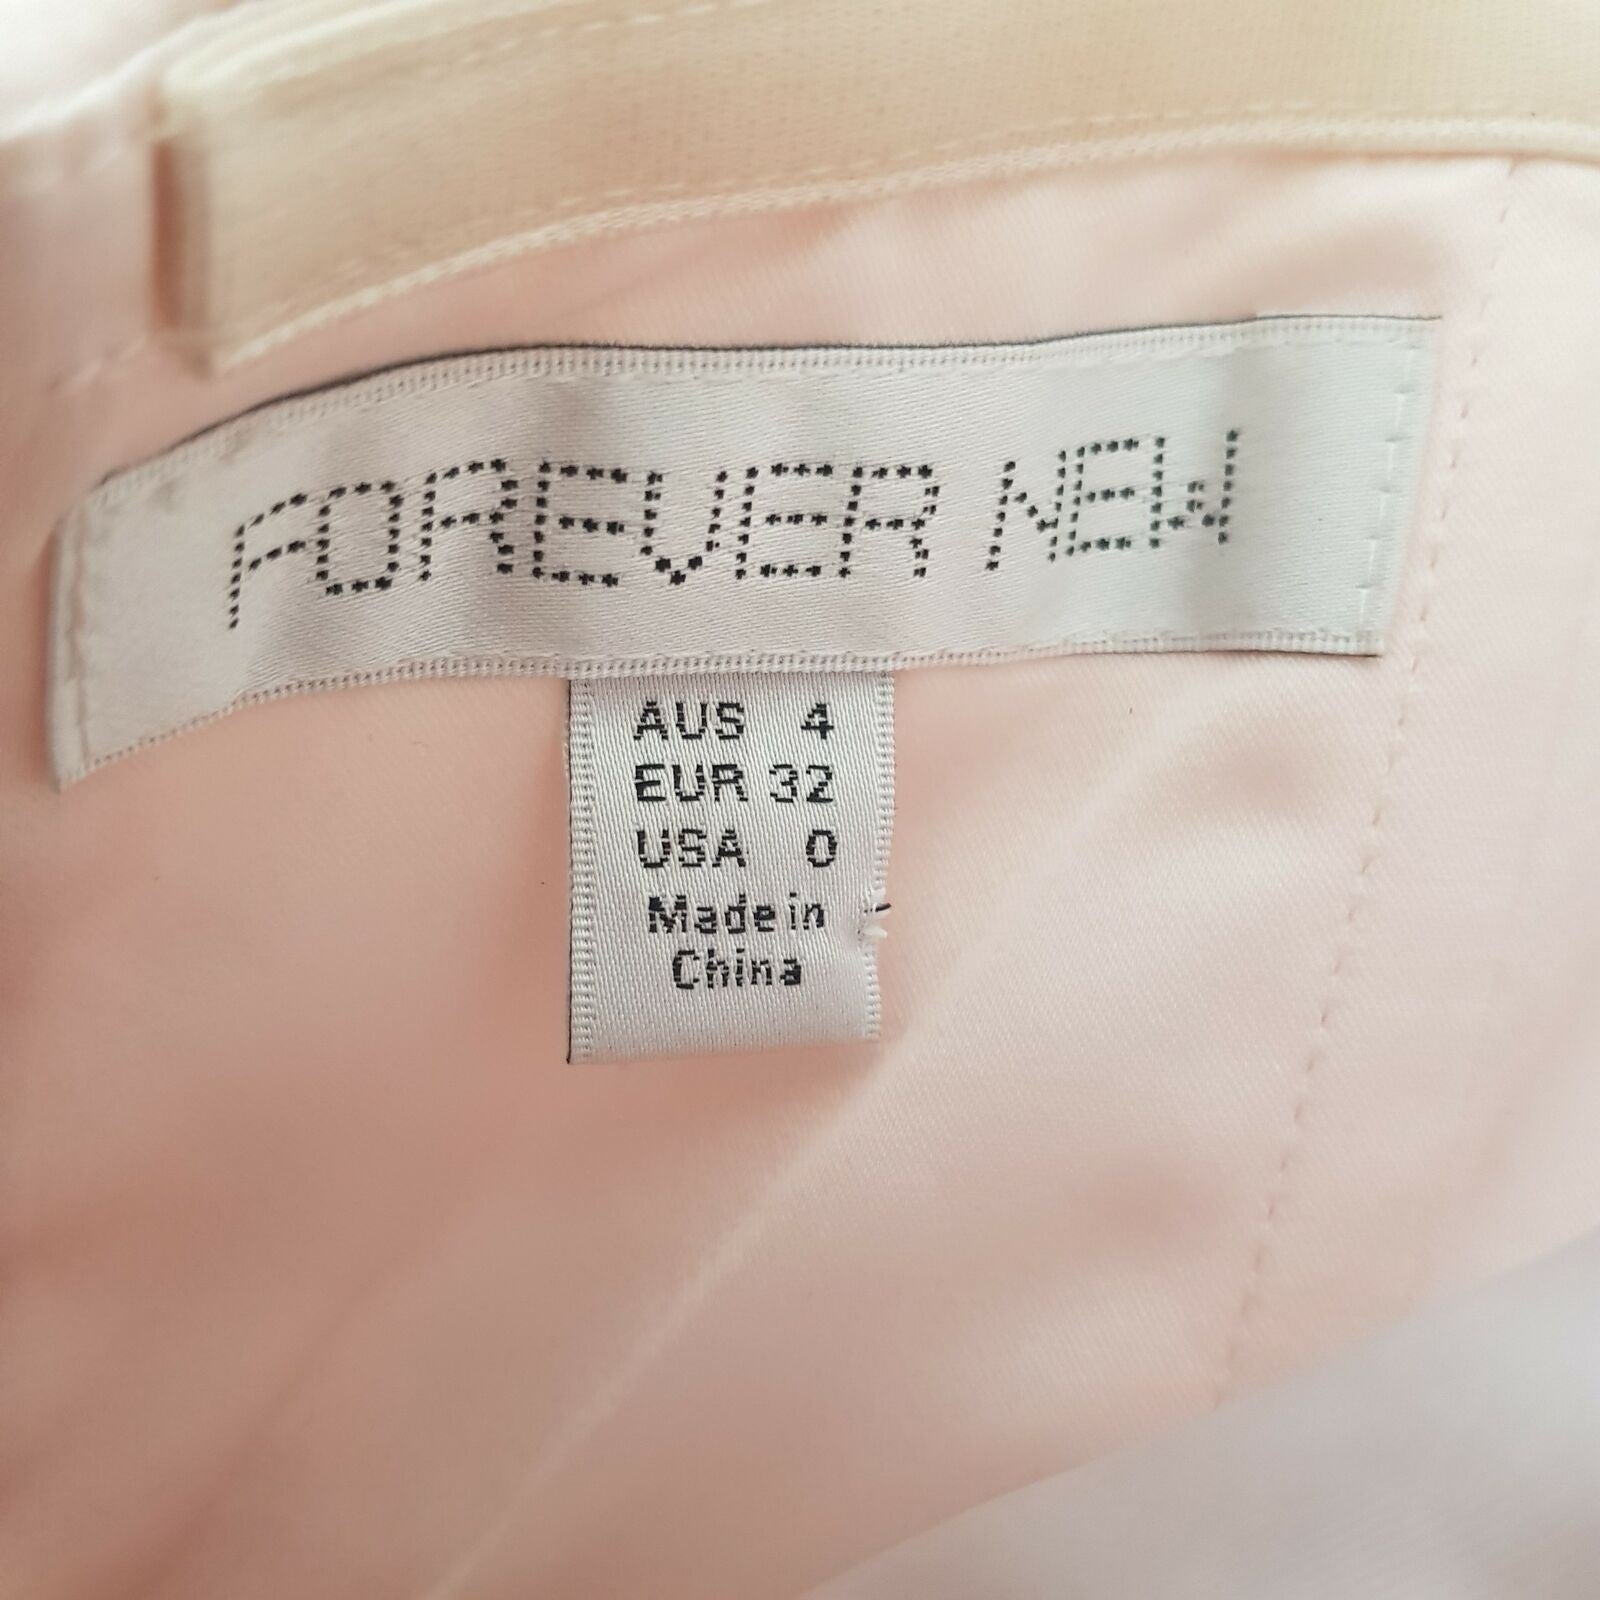 FOREVER NEW
AUS 4
EUR 32
USA 0
Made in
China